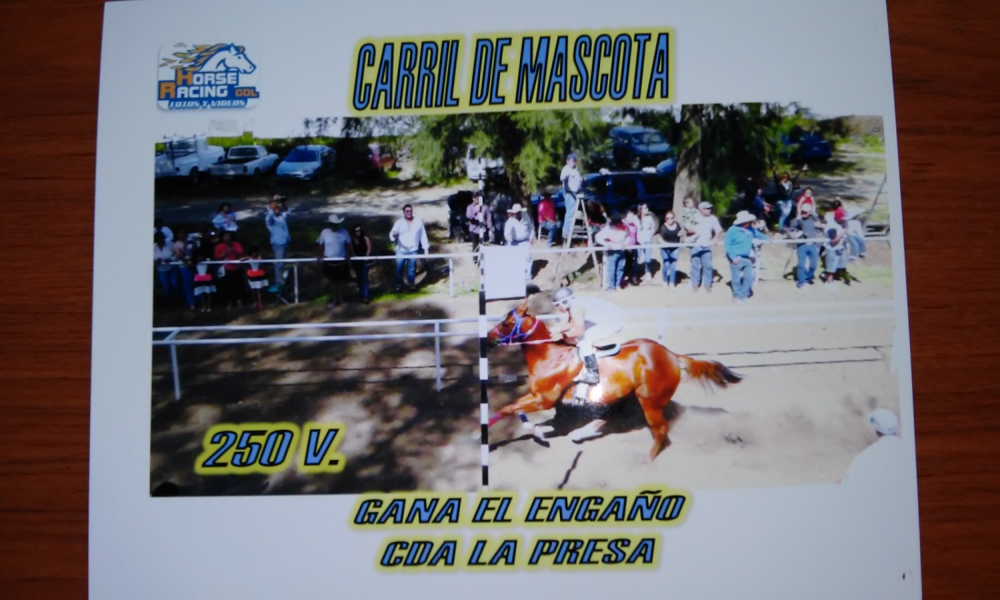 HORSE
RACING GDL
FOTOS Y VIDEOS
CARRIL DE MASCOTA
250 V.
GANA EL ENGAÑO
CDA LA PRESA